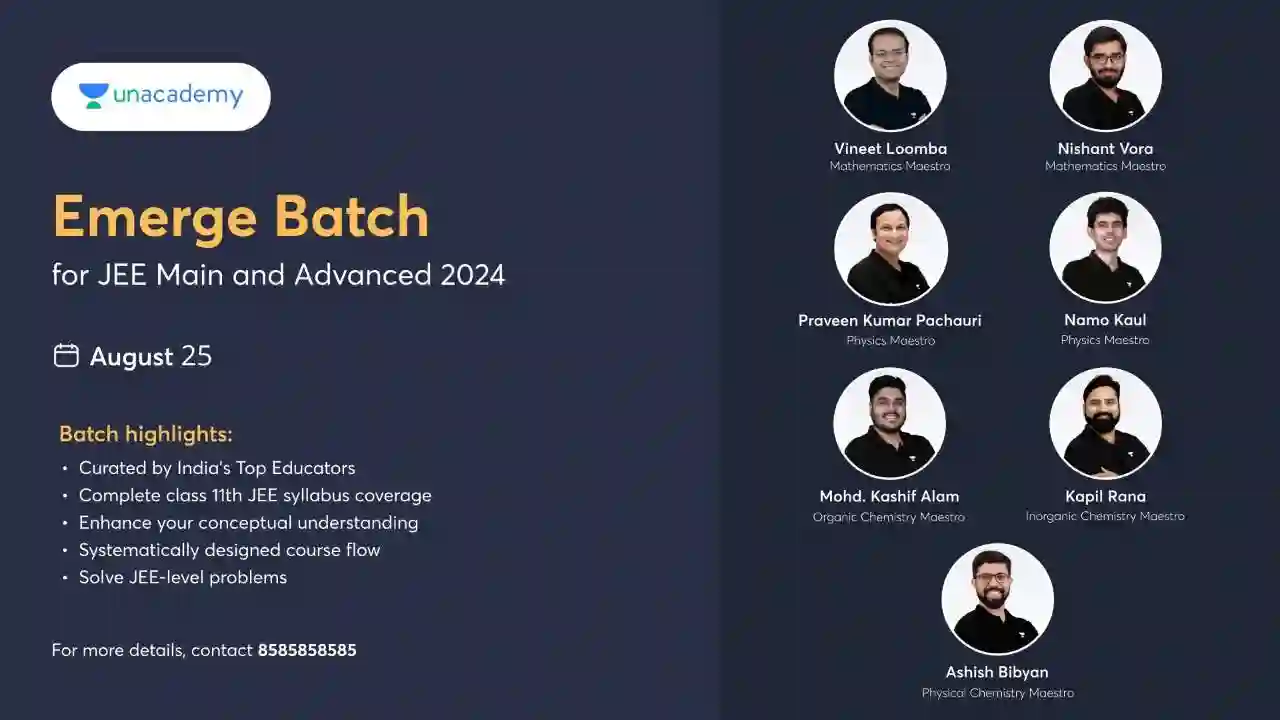 unacademy
Emerge Batch
for JEE Main and Advanced 2024
August 25
Batch highlights:
• Curated by India's Top Educators
• Complete class 11th JEE syllabus coverage
• Enhance your conceptual understanding
• Systematically designed course flow
• Solve JEE-level problems
For more details, contact 8585858585
Vineet Loomba
Mathematics Maestro
Nishant Vora
Mathematics Maestro
Praveen Kumar Pachauri
Physics Maestro
Namo Kaul
Physics Maestro
Mohd. Kashif Alam
Organic Chemistry Maestro
Kapil Rana
Inorganic Chemistry Maestro
Ashish Bibyan
Physical Chemistry Maestro